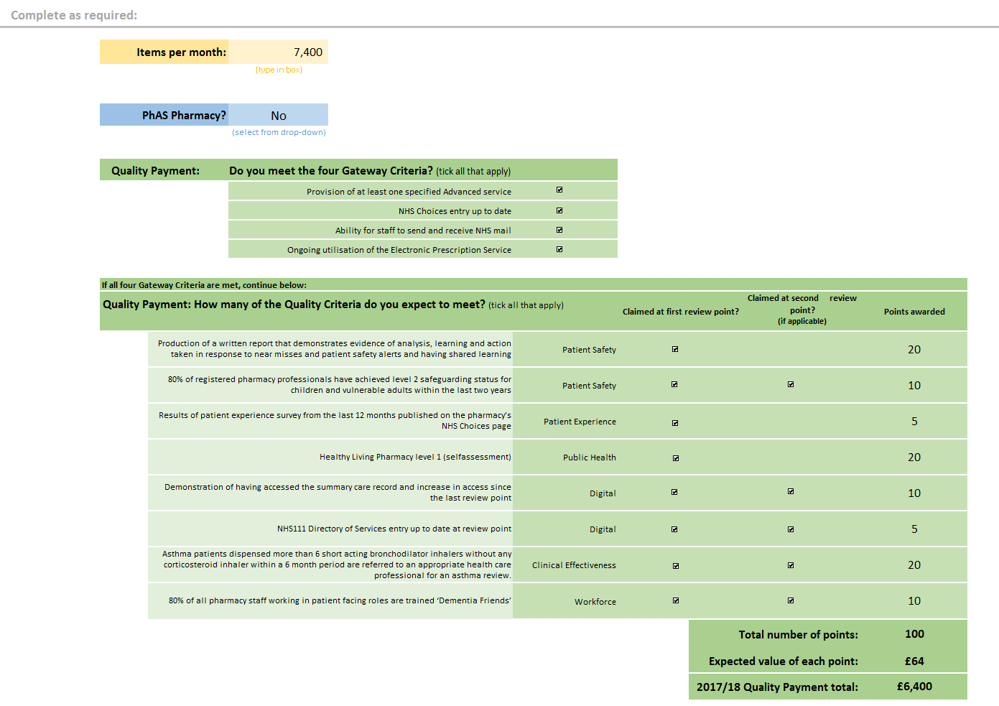 Complete as required:
Items per month: 7,400
(type in box)
PhAS Pharmacy? No
(select from drop-down)
Quality Payment: Do you meet the four Gateway Criteria? (tick all that apply)
Provision of at least one specified Advanced service
NHS Choices entry up to date
Ability for staff to send and receive NHS mail
Ongoing utilisation of the Electronic Prescription Service
If all four Gateway Criteria are met, continue below:
Quality Payment: How many of the Quality Criteria do you expect to meet? (tick all that apply)
Claimed at first review point?
Claimed at second review
point?
(if applicable)
Points awarded
Production of a written report that demonstrates evidence of analysis, learning and action
taken in response to near misses and patient safety alerts and having shared learning
Patient Safety 20
80% of registered pharmacy professionals have achieved level 2 safeguarding status for
children and vulnerable adults within the last two years
Patient Safety 10
Results of patient experience survey from the last 12 months published on the pharmacy's
NHS Choices page
Patient Experience 5
Healthy Living Pharmacy level 1 (selfassessment) Public Health 20
Demonstration of having accessed the summary care record and increase in access since
the last review point
Digital 10
NHS111 Directory of Services entry up to date at review point Digital 5
Asthma patients dispensed more than 6 short acting bronchodilator inhalers without any
corticosteroid inhaler within a 6 month period are referred to an appropriate health care
professional for an asthma review.
Clinical Effectiveness 20
80% of all pharmacy staff working in patient facing roles are trained ‘Dementia Friends’ Workforce 10
Total number of points: 100
Expected value of each point: £64
2017/18 Quality Payment total: £6,400